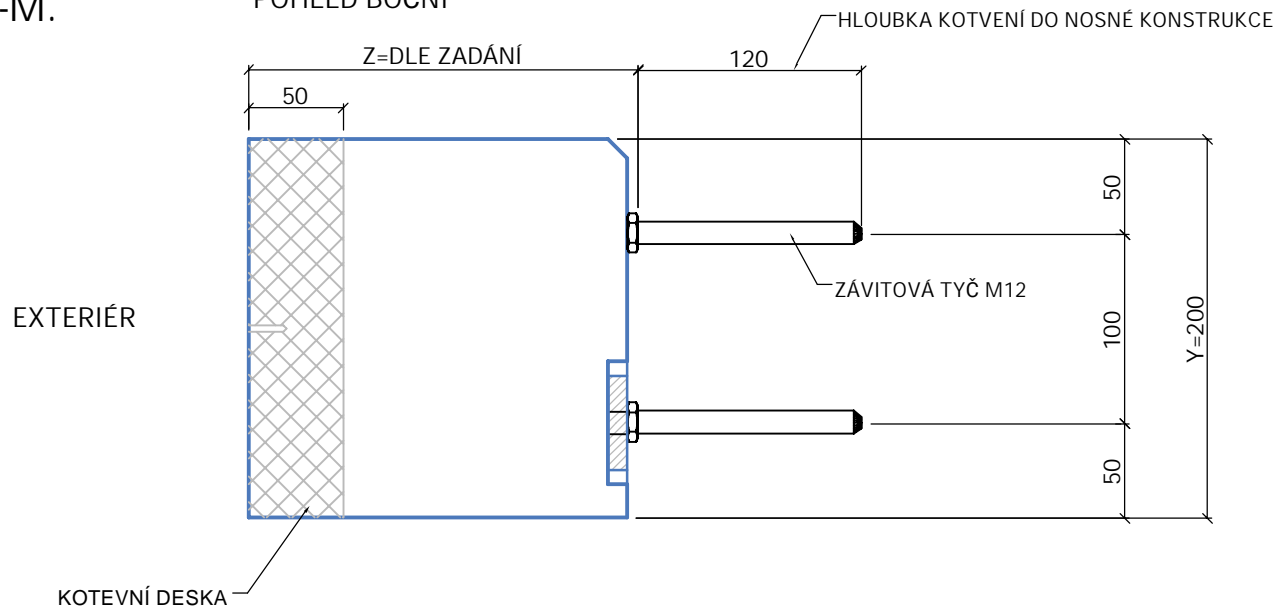 -M.
POHLED BOČNÍ
HLOUBKA KOTVENÍ DO NOSNÉ KONSTRUKCE
Z=DLE ZADÁNÍ
120
50
50
ZÁVITOVÁ TYČ M12
EXTERIÉR
100
Y=200
50
KOTEVNÍ DESKA